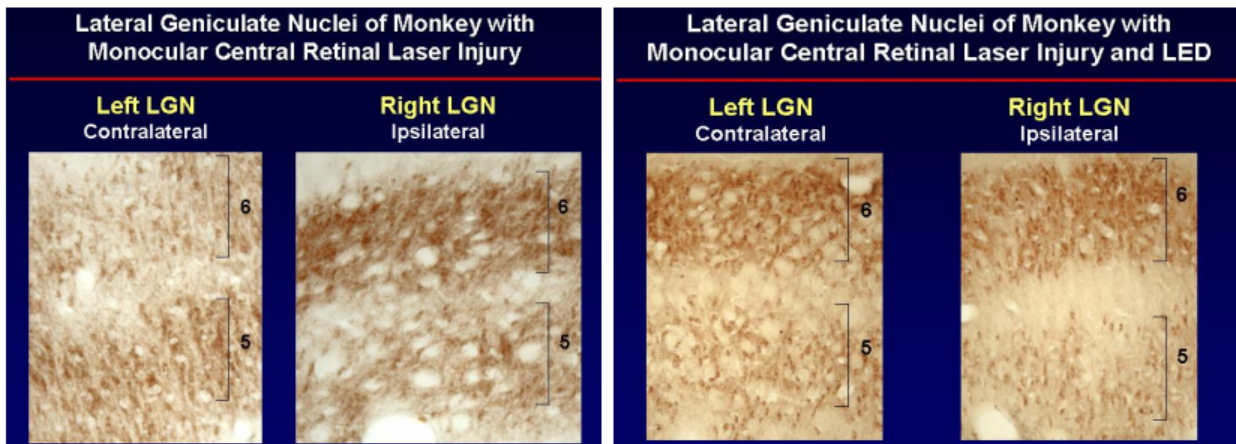 Lateral Geniculate Nuclei of Monkey with
Monocular Central Retinal Laser Injury
Left LGN
Contralateral
Right LGN
Ipsilateral
6
5
6
5
Lateral Geniculate Nuclei of Monkey with
Monocular Central Retinal Laser Injury and LED
Left LGN
Contralateral
Right LGN
Ipsilateral
6
5
6
5